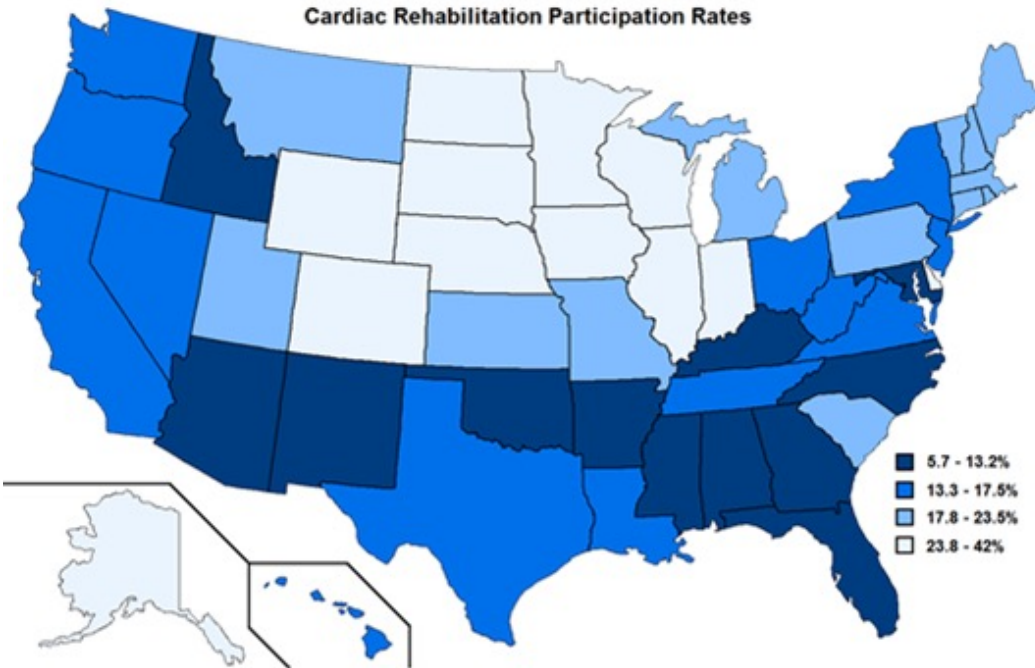 Cardiac Rehabilitation Participation Rates
5.7 - 13.2%
13.3 - 17.5%
17.8 - 23.5%
23.8 - 42%